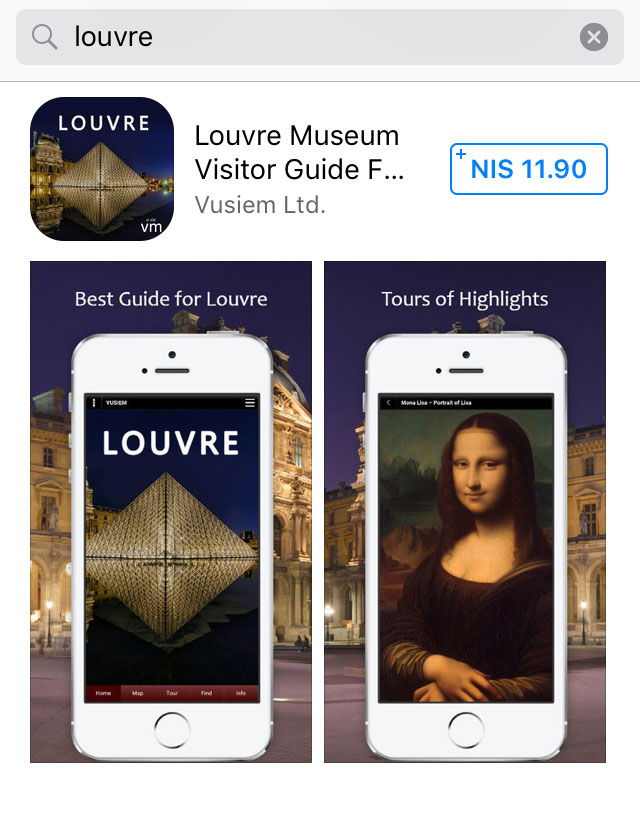 louvre
LOUVRE
vm
Louvre Museum
Visitor Guide F...
Vusiem Ltd.
+
NIS 11.90
Best Guide for Louvre
VUSIEM
LOUVRE
Home Map Tour Find Info
Tours of Highlights
Mona Lisa – Portrait of Lisa